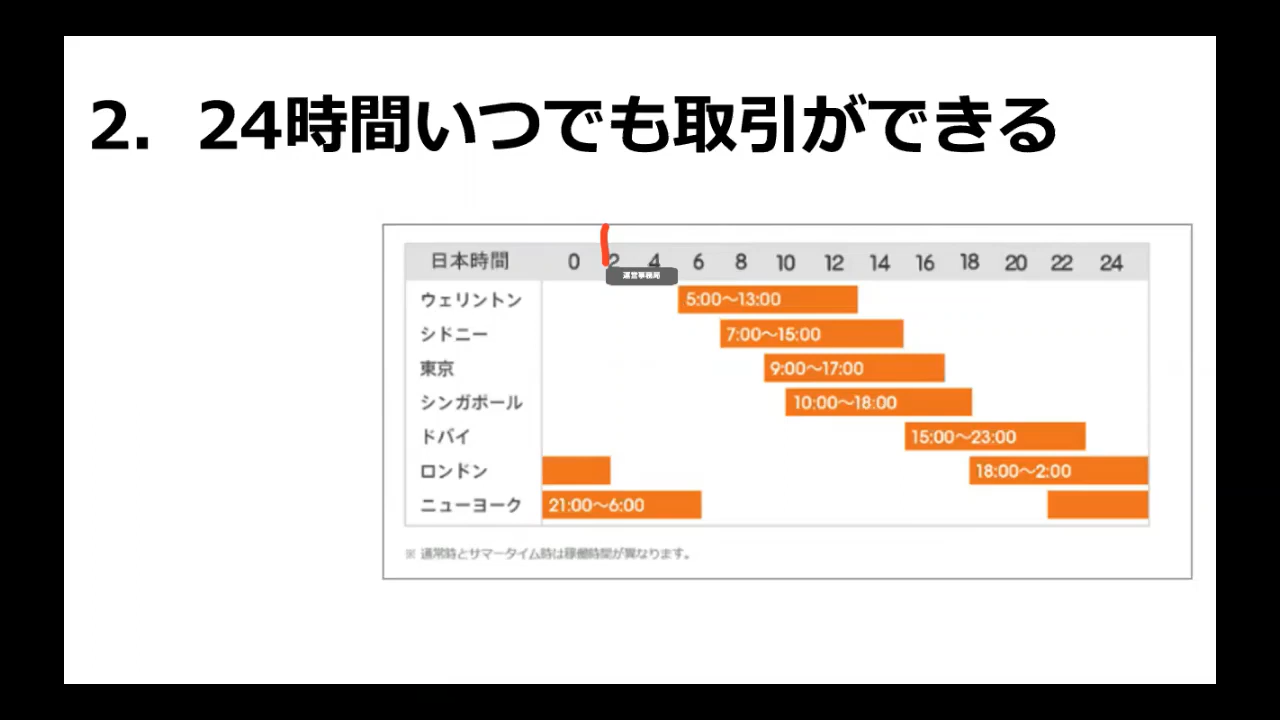 2. 24時間いつでも取引ができる
日本時間 0 2 4 6 8 10 12 14 16 18 20 22 24
運営事務局
ウェリントン 5:00〜13:00
シドニー 7:00〜15:00
東京 9:00〜17:00
シンガポール 10:00〜18:00
ドバイ 15:00〜23:00
ロンドン 18:00〜2:00
ニューヨーク 21:00〜6:00
※ 通常時とサマータイム時は稼働時間が異なります。